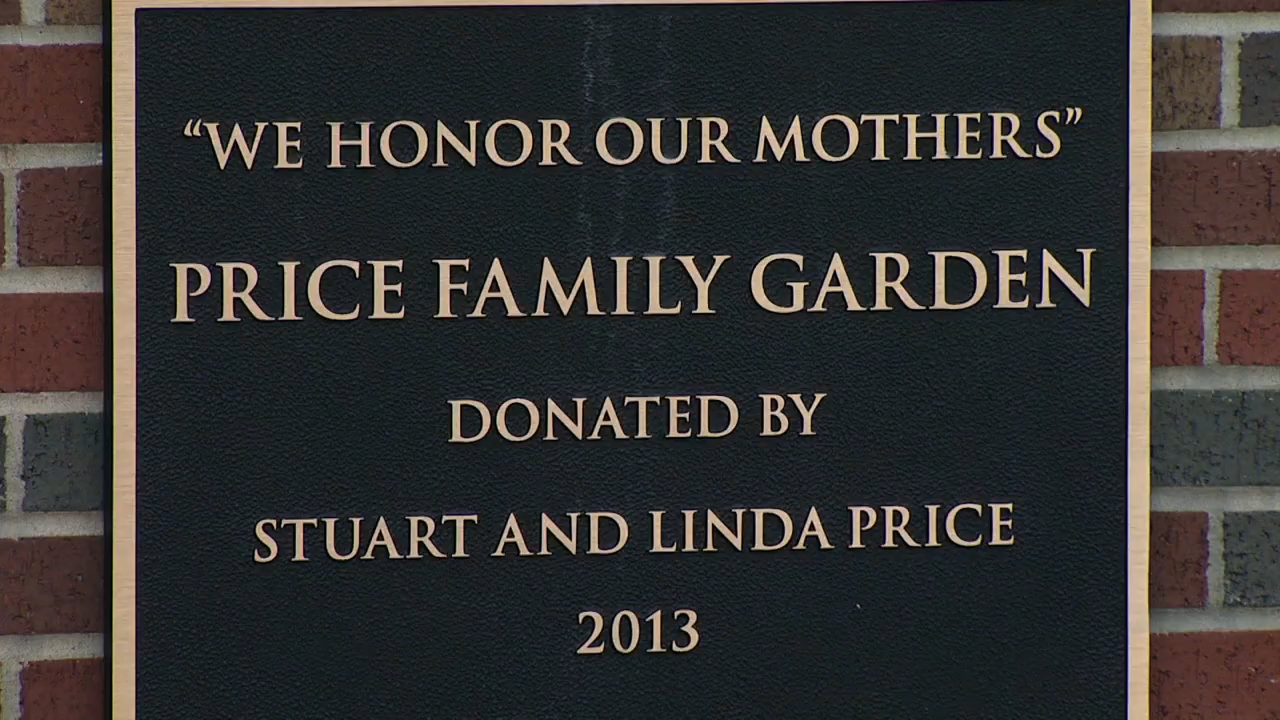 “WE HONOR OUR MOTHERS”
PRICE FAMILY GARDEN
DONATED BY
STUART AND LINDA PRICE
2013